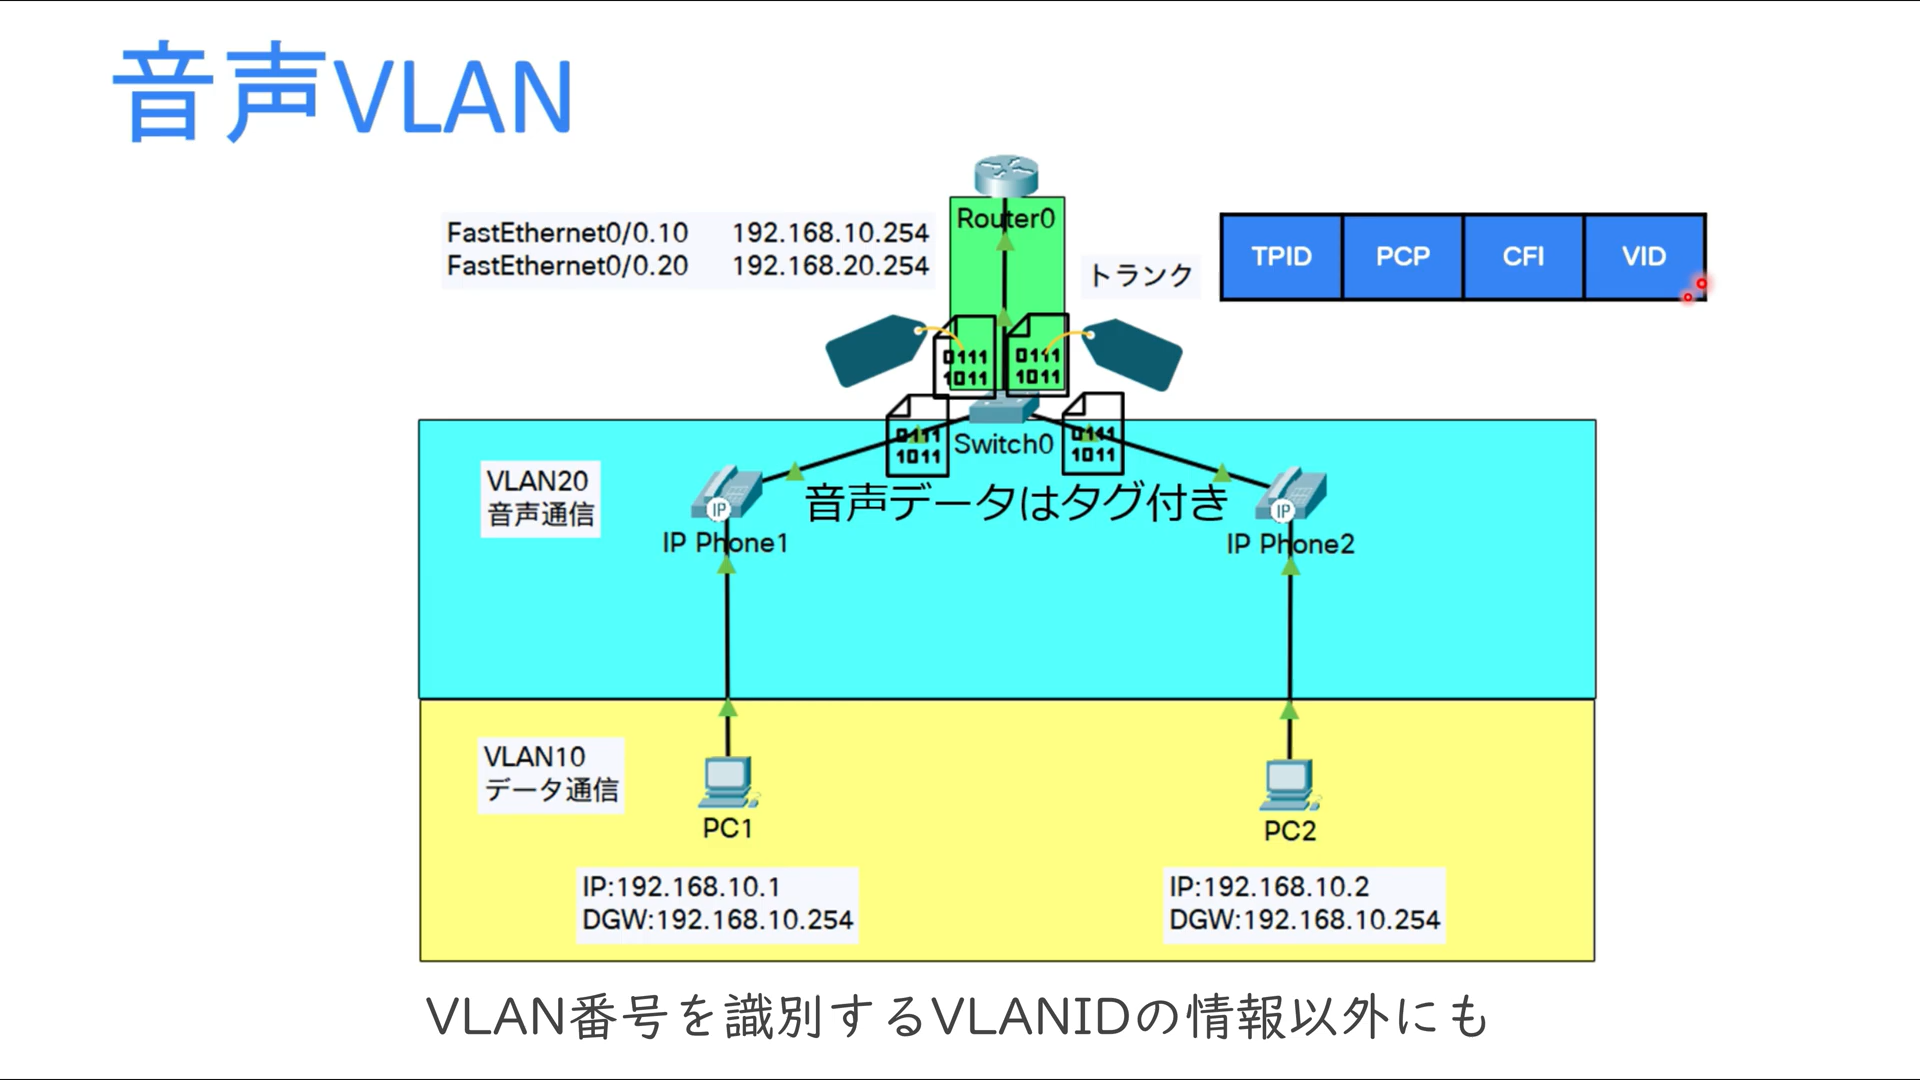 音声VLAN
Router0
FastEthernet0/0.10 192.168.10.254
FastEthernet0/0.20 192.168.20.254
トランク
TPID PCP CFI VID
0111
1011
0111
1011
0111
1011
0111
1011
Switch0
VLAN20
音声通信
音声データはタグ付き
IP
IP
IP Phone1
IP Phone2
VLAN10
データ通信
PC1
PC2
IP:192.168.10.1
DGW:192.168.10.254
IP:192.168.10.2
DGW:192.168.10.254
VLAN番号を識別するVLANIDの情報以外にも